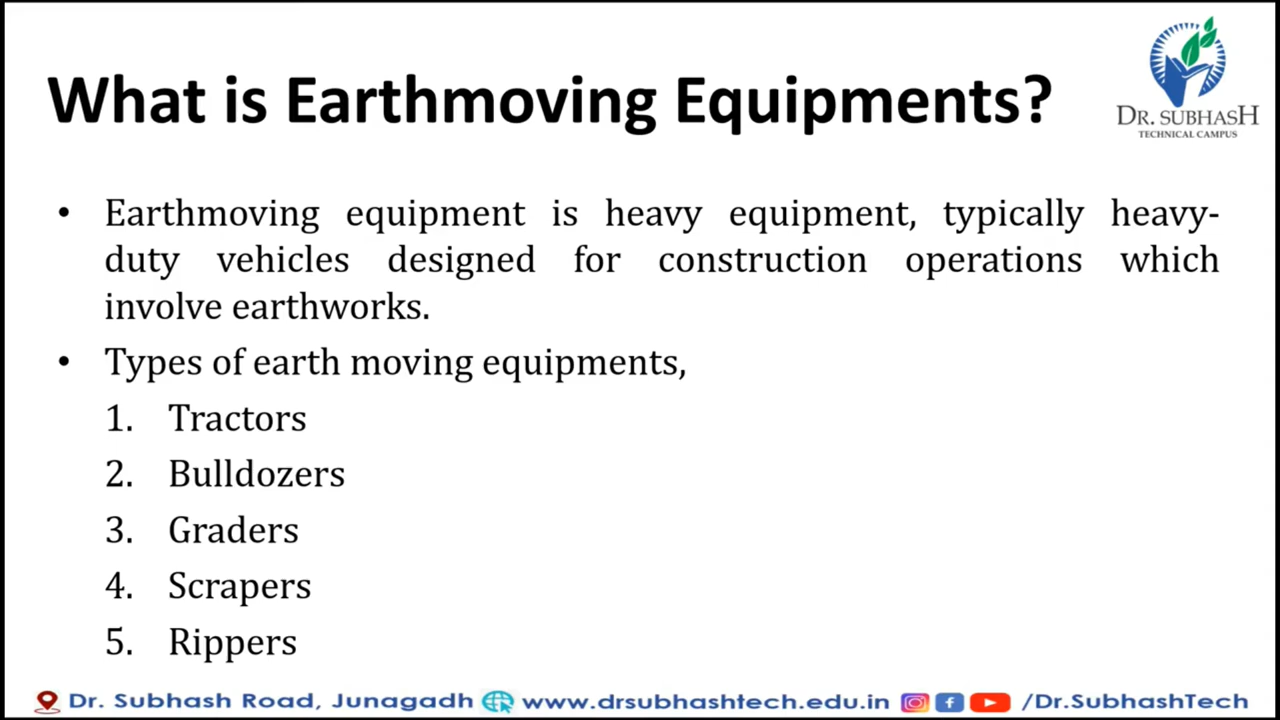 What is Earthmoving Equipments?
DR. SUBHASH
TECHNICAL CAMPUS
• Earthmoving equipment is heavy equipment, typically heavy-
duty vehicles designed for construction operations which
involve earthworks.
• Types of earth moving equipments,
1. Tractors
2. Bulldozers
3. Graders
4. Scrapers
5. Rippers
Dr. Subhash Road, Junagadh www.drsubhashtech.edu.in /Dr.SubhashTech